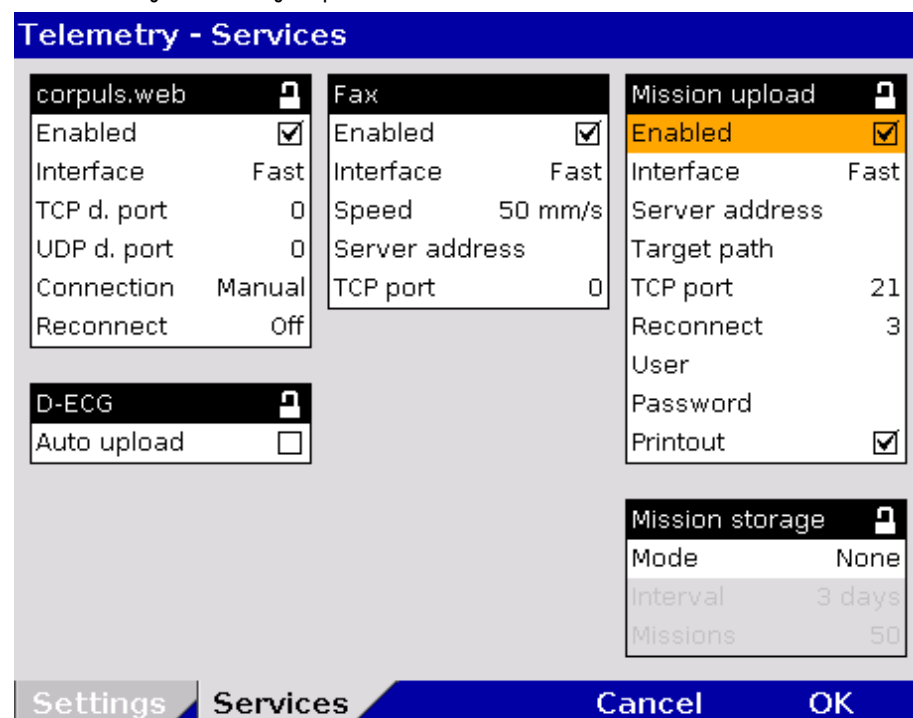 Telemetry - Services
corpuls.web
Enabled
Interface Fast
TCP d. port 0
UDP d. port 0
Connection Manual
Reconnect Off
D-ECG
Auto upload
Fax
Enabled
Interface Fast
Speed 50 mm/s
Server address
TCP port 0
Mission upload
Enabled
Interface Fast
Server address
Target path
TCP port 21
Reconnect 3
User
Password
Printout
Mission storage
Mode None
Interval 3 days
Missions 50
Settings Services Cancel OK